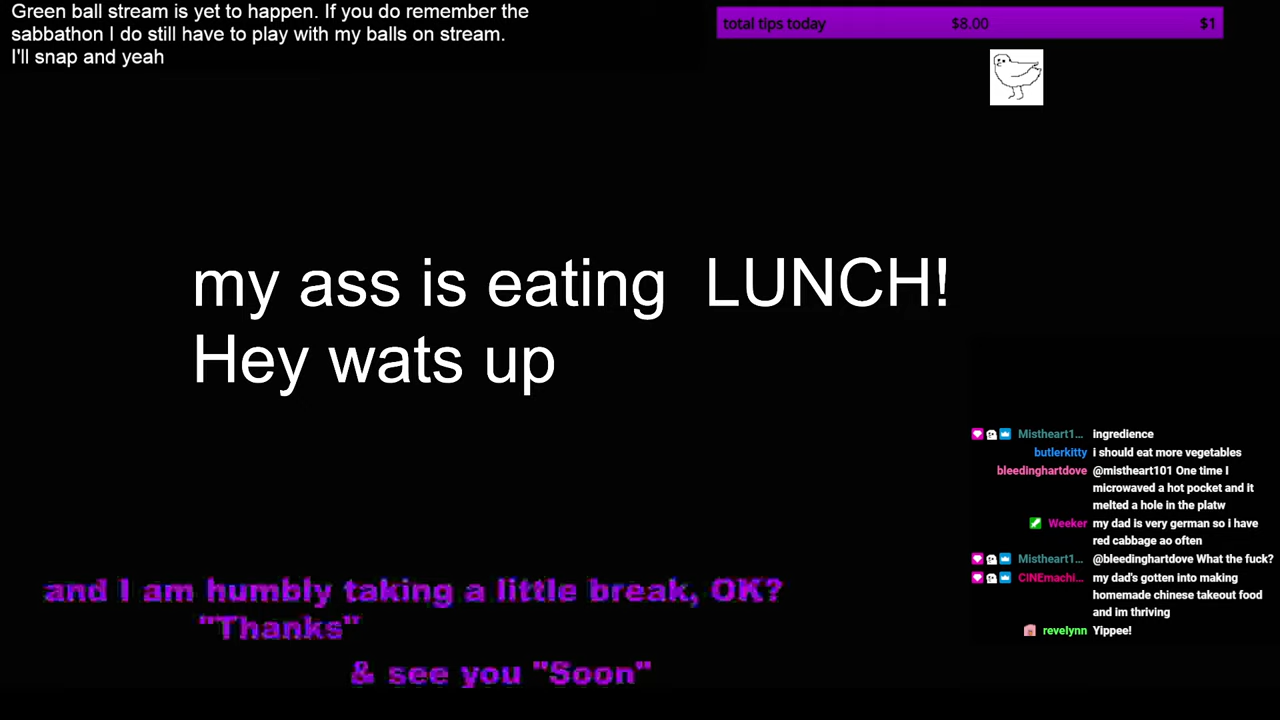 Green ball stream is yet to happen. If you do remember the
sabbathon I do still have to play with my balls on stream.
I'll snap and yeah
total tips today $8.00 $1
my ass is eating  LUNCH!
Hey wats up
Mistheart1... ingredience
butlerkitty i should eat more vegetables
bleedinghartdove @mistheart101 One time I
microwaved a hot pocket and it
melted a hole in the platw
Weeker my dad is very german so i have
red cabbage ao often
Mistheart1... @bleedinghartdove What the fuck?
CINEmachi... my dad's gotten into making
homemade chinese takeout food
and im thriving
revelynn Yippee!
and I am humbly taking a little break, OK?
"Thanks"
& see you "Soon"